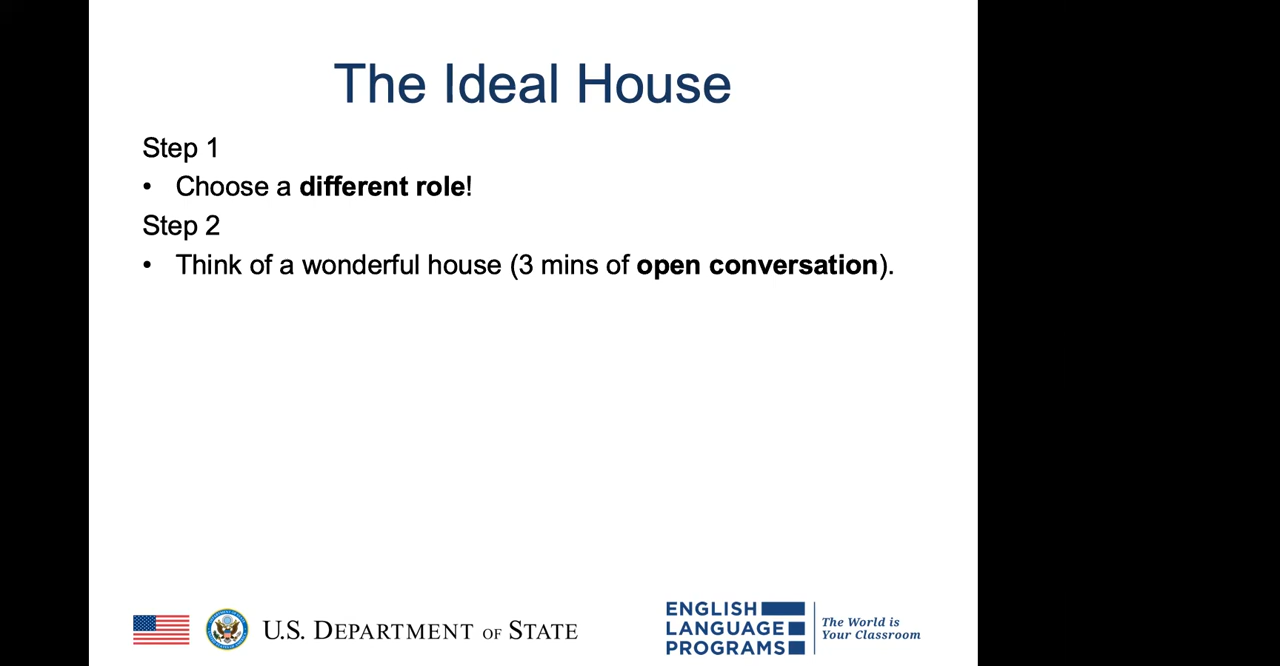 The Ideal House
Step 1
• Choose a different role!
Step 2
• Think of a wonderful house (3 mins of open conversation).
U.S. DEPARTMENT OF STATE
ENGLISH
LANGUAGE
PROGRAMS
The World is
Your Classroom